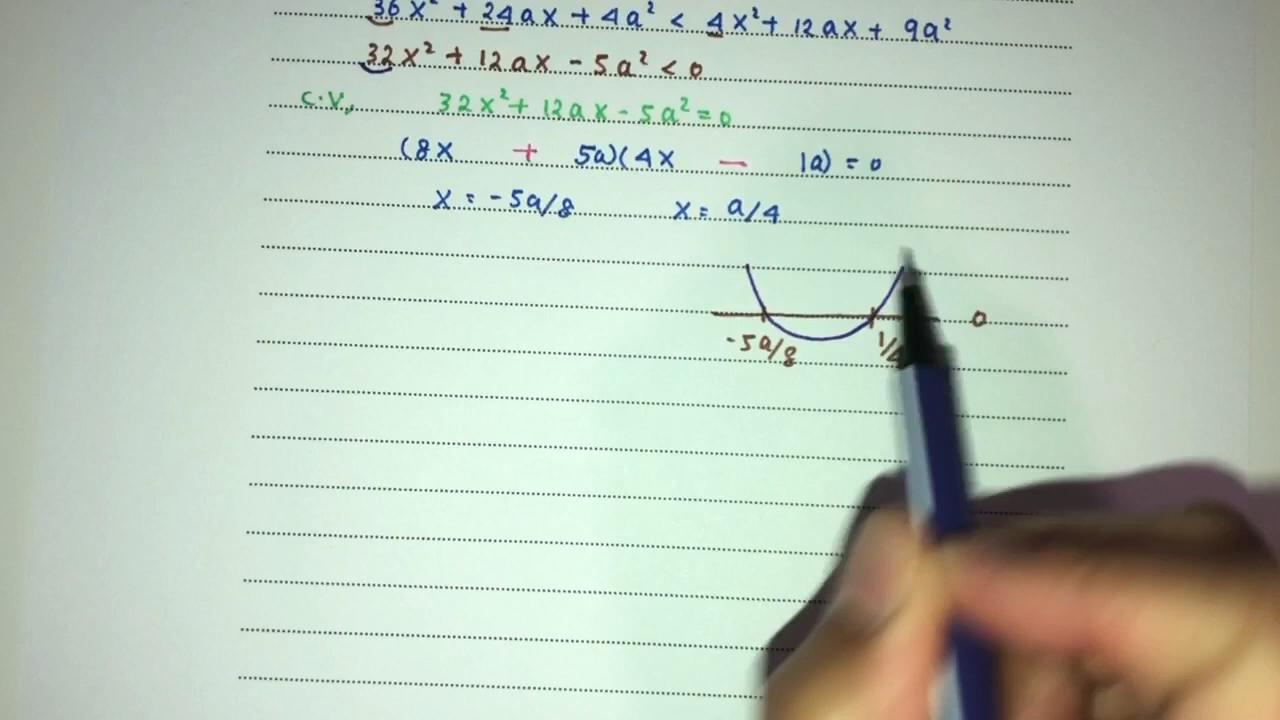 36x² + 24ax + 4a² < 4x² + 12ax + 9a²
32x² + 12ax - 5a² < 0
c.v, 32x² + 12ax - 5a² = 0
(8x + 5a)(4x - 1a) = 0
x = -5a/8 x = a/4
0
-5a/8